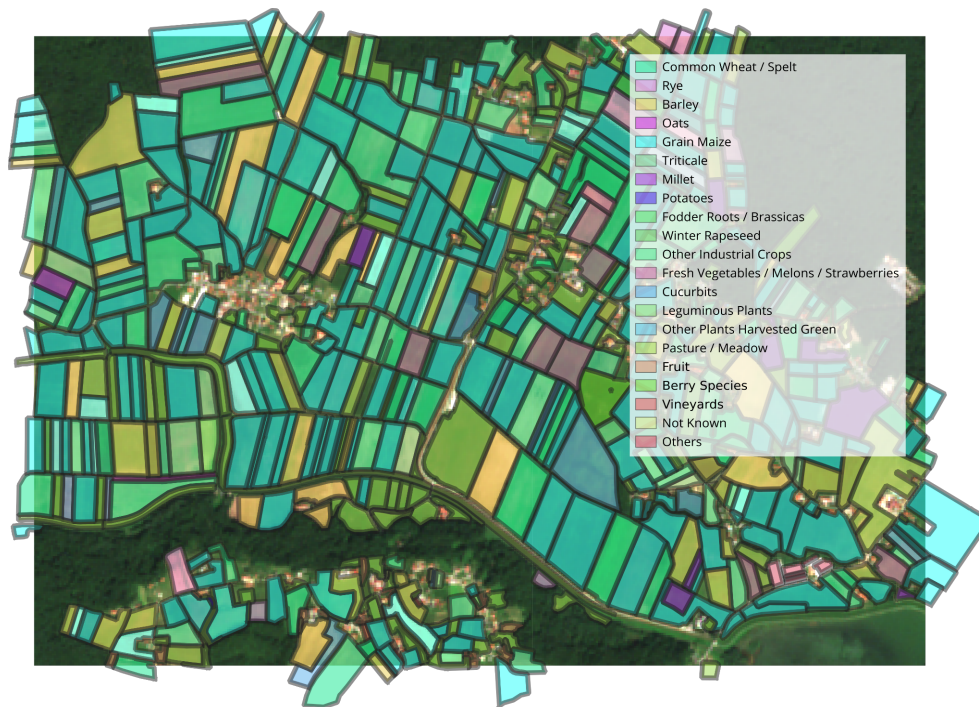 Common Wheat / Spelt
Rye
Barley
Oats
Grain Maize
Triticale
Millet
Potatoes
Fodder Roots / Brassicas
Winter Rapeseed
Other Industrial Crops
Fresh Vegetables / Melons / Strawberries
Cucurbits
Leguminous Plants
Other Plants Harvested Green
Pasture / Meadow
Fruit
Berry Species
Vineyards
Not Known
Others